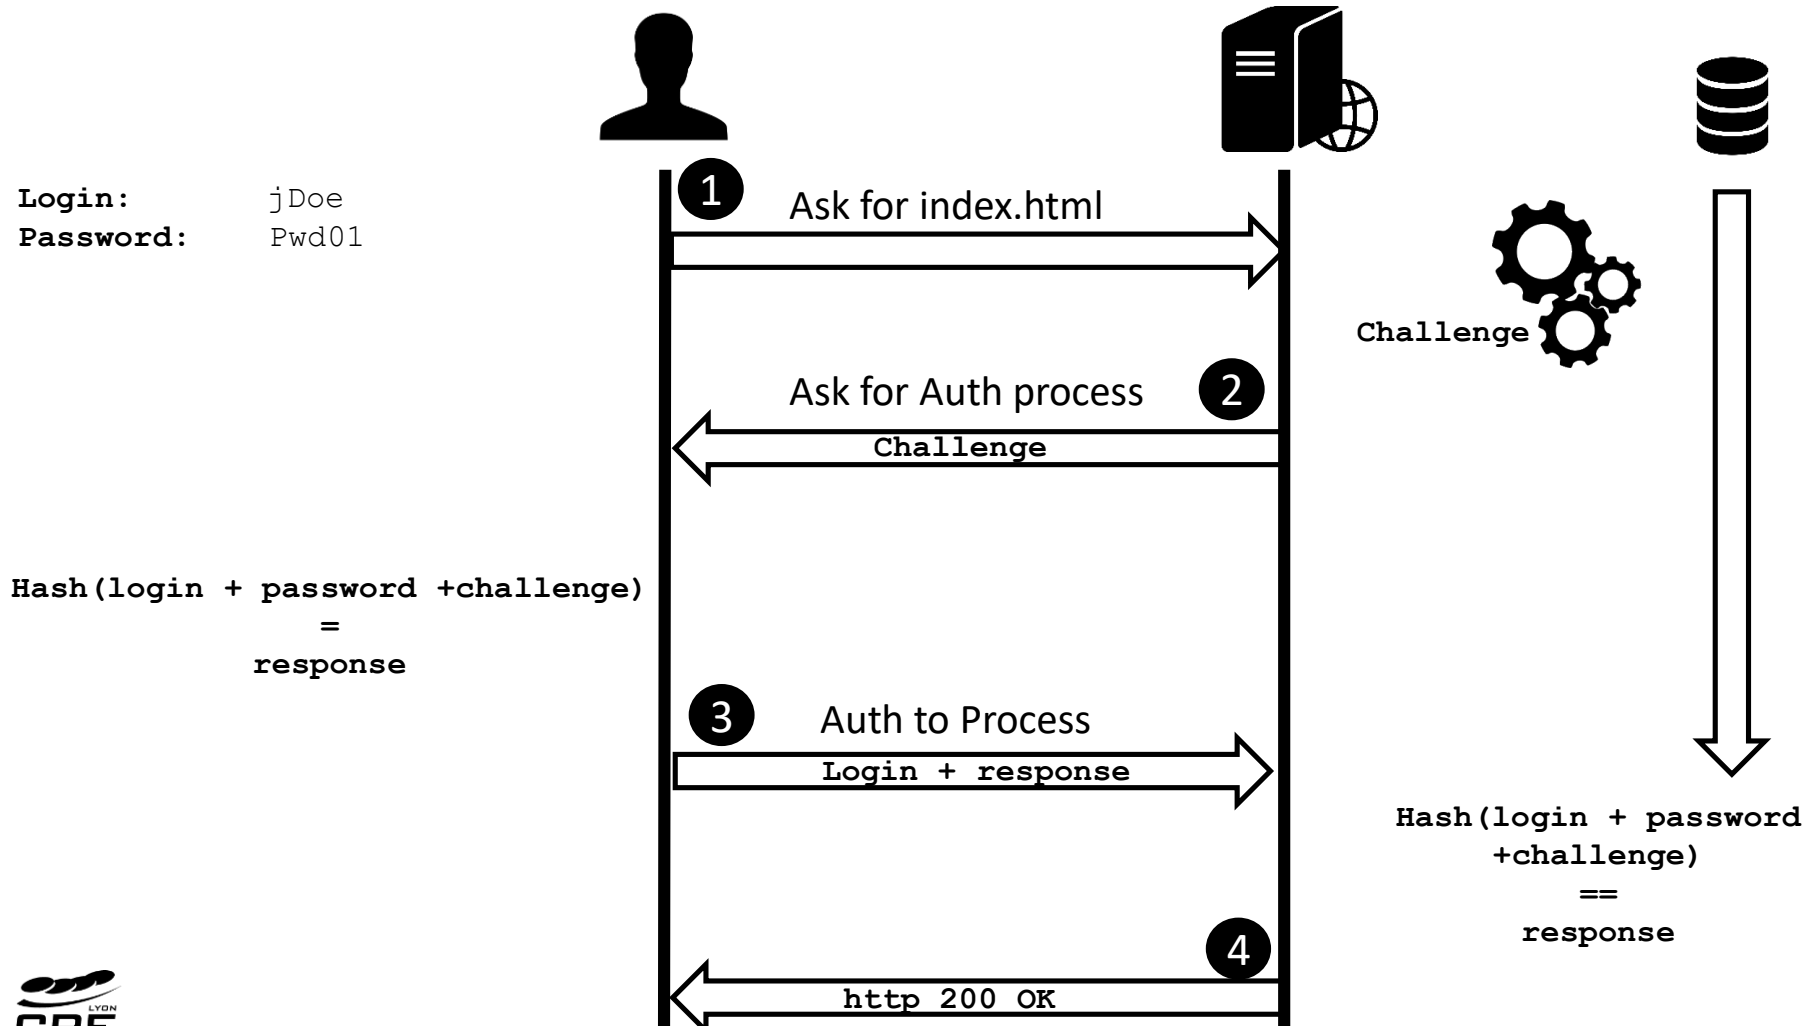 Login: jDoe
Password: Pwd01
1
Ask for index.html
Challenge
Ask for Auth process
2
Challenge
Hash(login + password +challenge)
=
response
3
Auth to Process
Login + response
Hash(login + password
+challenge)
==
response
4
http 200 OK
LYON
CPE